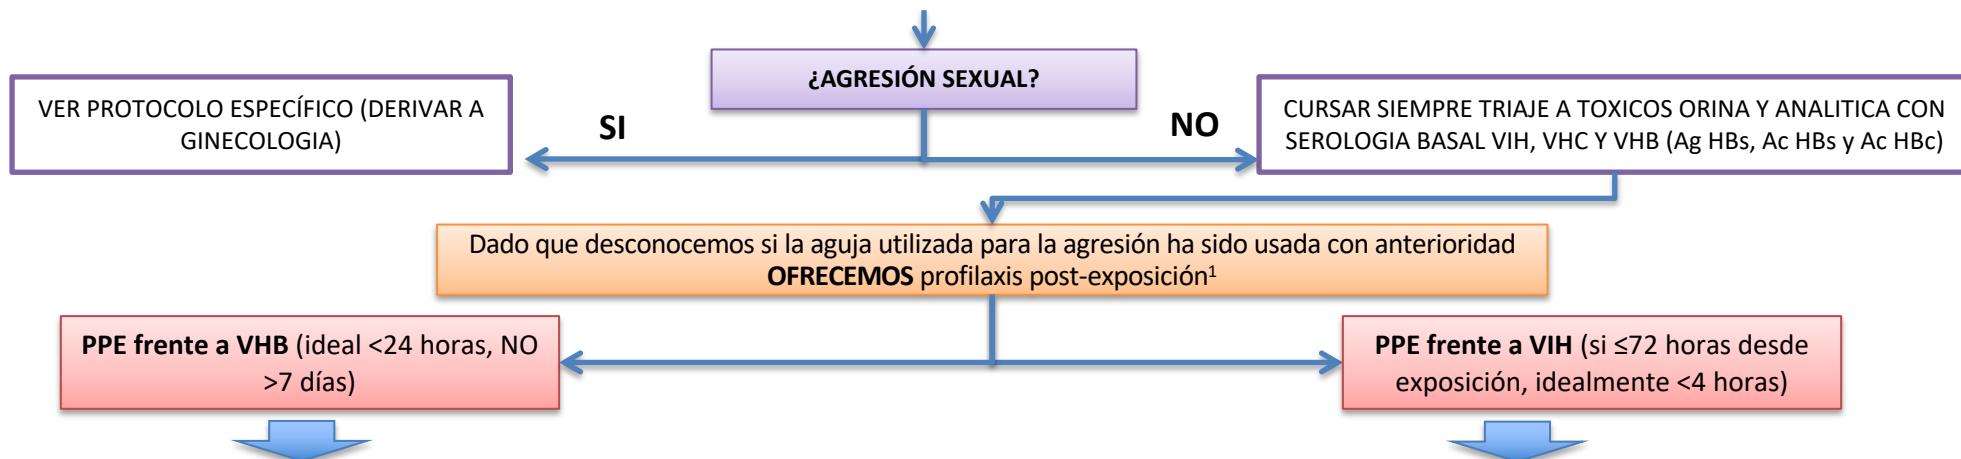 ¿AGRESIÓN SEXUAL?
VER PROTOCOLO ESPECÍFICO (DERIVAR A
GINECOLOGIA)
SI
NO
CURSAR SIEMPRE TRIAJE A TOXICOS ORINA Y ANALITICA CON
SEROLOGIA BASAL VIH, VHC Y VHB (Ag HBs, Ac HBs y Ac HBc)
Dado que desconocemos si la aguja utilizada para la agresión ha sido usada con anterioridad
OFRECEMOS profilaxis post-exposición¹
PPE frente a VHB (ideal <24 horas, NO
>7 días)
PPE frente a VIH (si ≤72 horas desde
exposición, idealmente <4 horas)